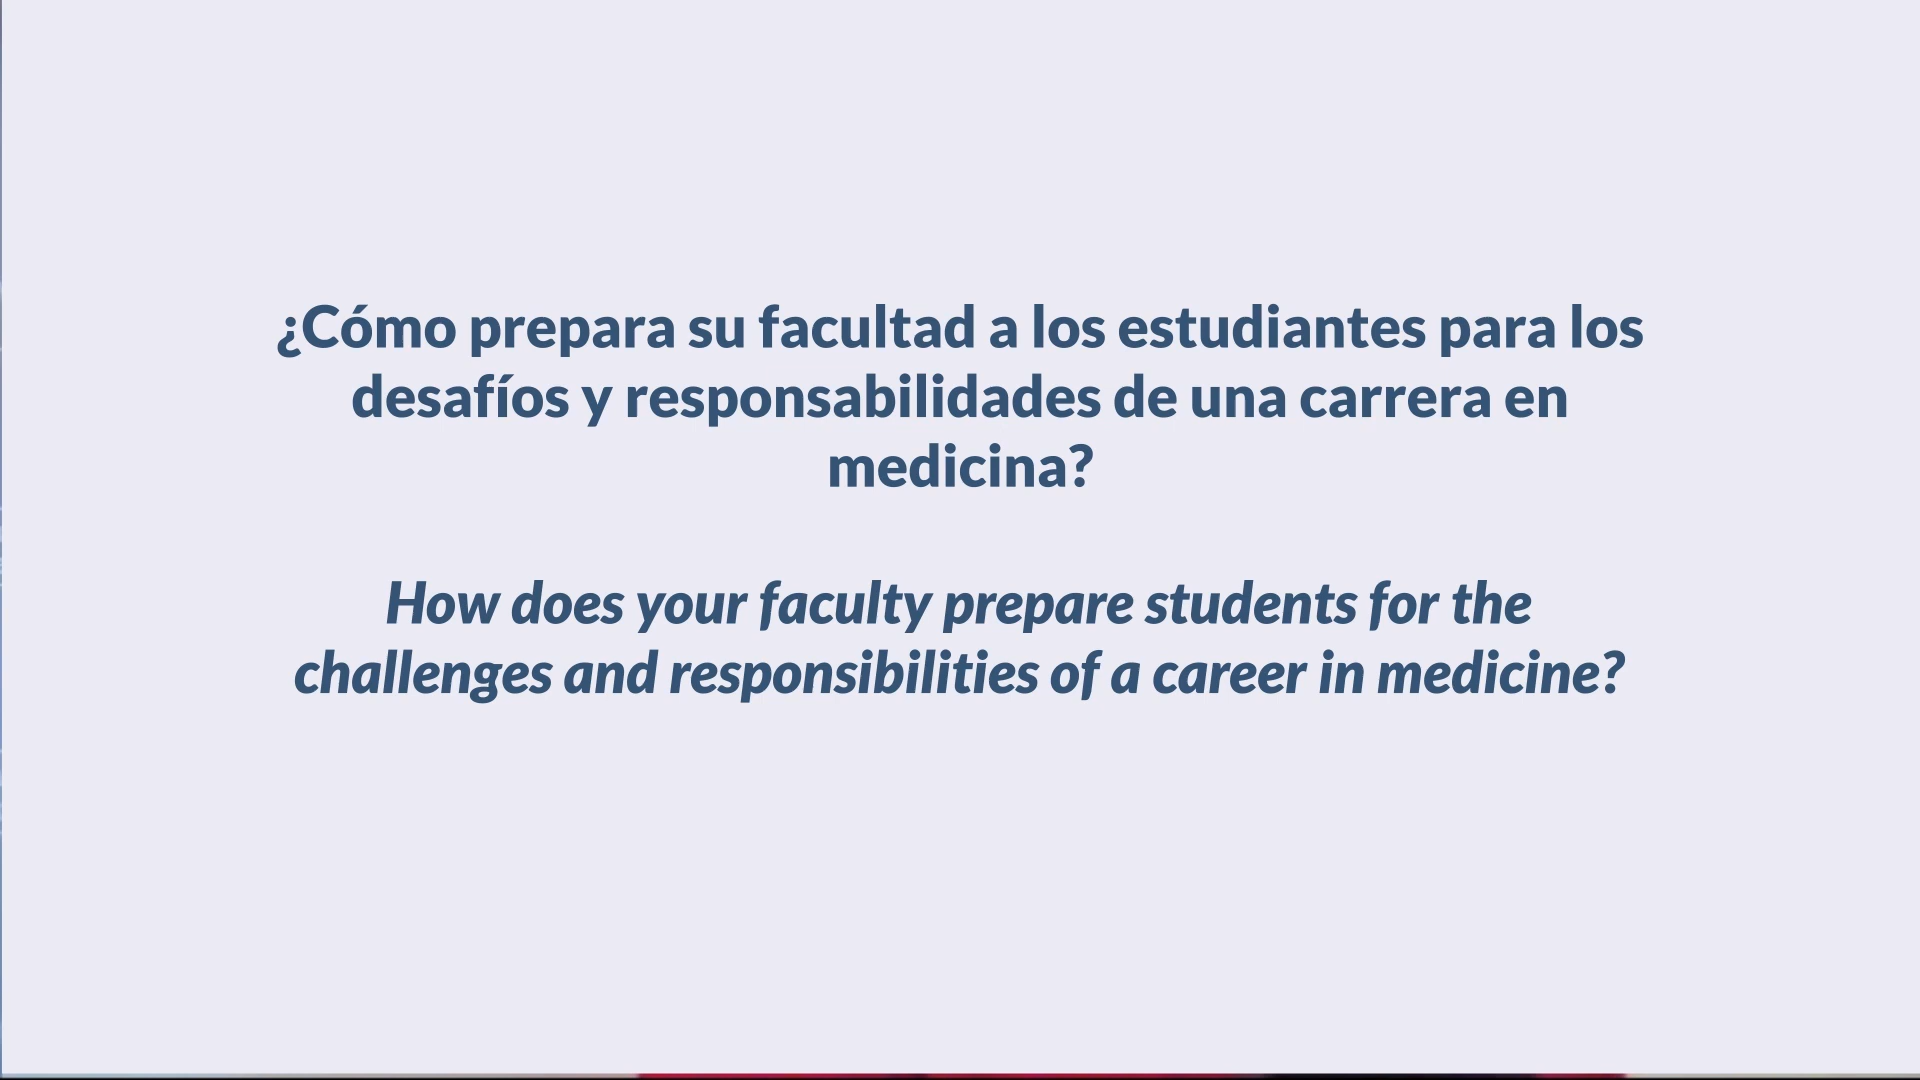 ¿Cómo prepara su facultad a los estudiantes para los
desafíos y responsabilidades de una carrera en
medicina?
How does your faculty prepare students for the
challenges and responsibilities of a career in medicine?